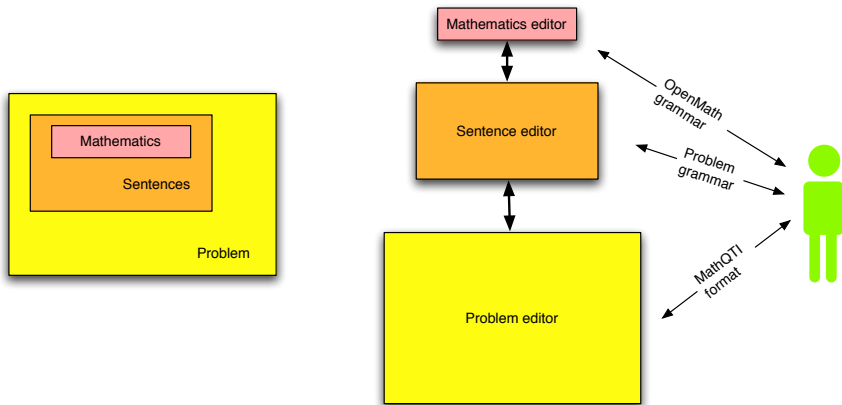 Mathematics
Sentences
Problem
Mathematics editor
Sentence editor
Problem editor
OpenMath
grammar
Problem
grammar
MathQTI
format